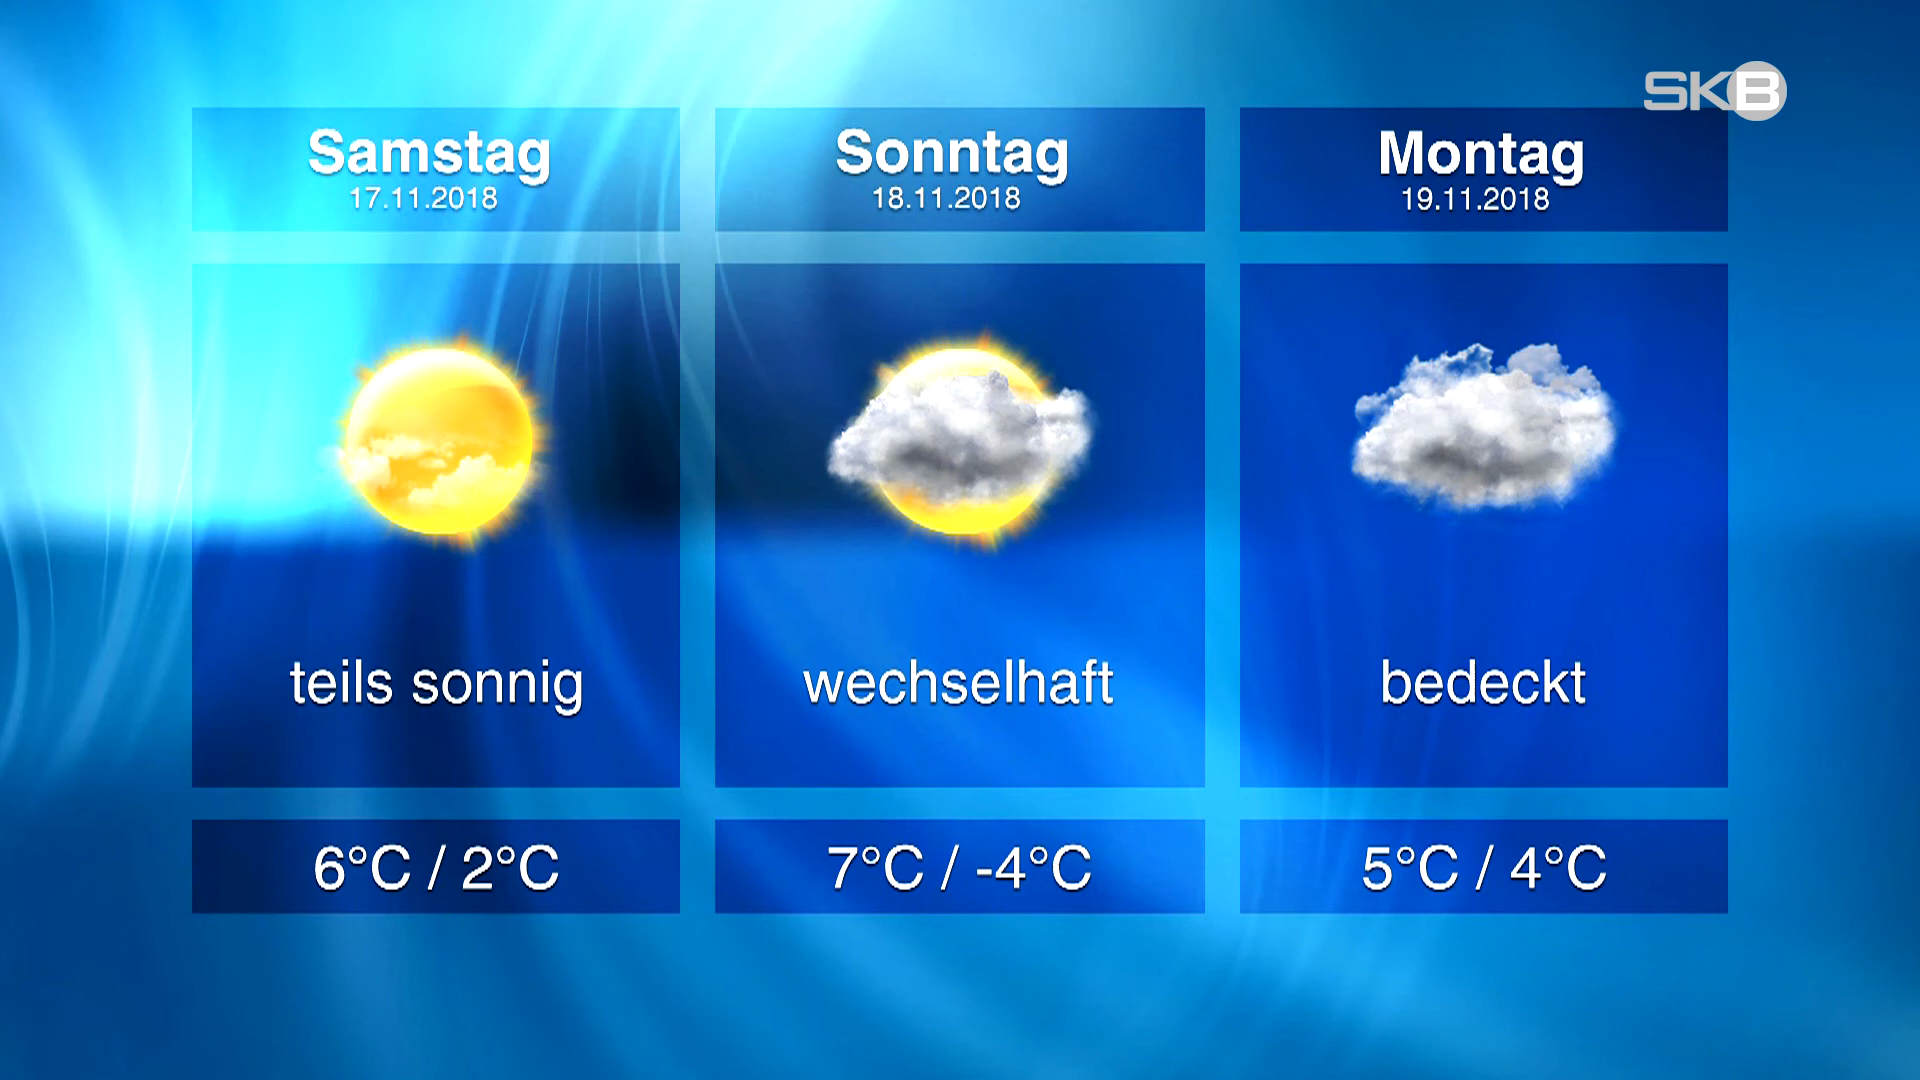 SKB
Samstag
17.11.2018
teils sonnig
6°C / 2°C
Sonntag
18.11.2018
wechselhaft
7°C / -4°C
Montag
19.11.2018
bedeckt
5°C / 4°C